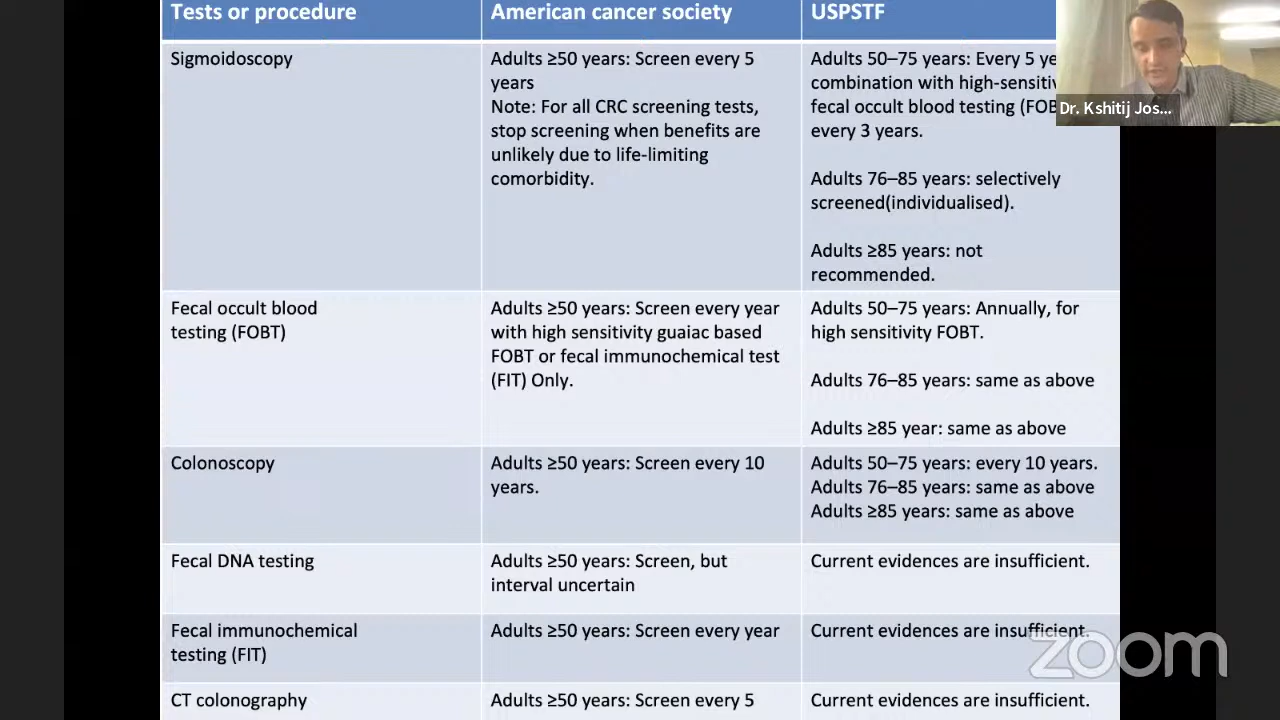 Tests or procedure
American cancer society
USPSTF
Sigmoidoscopy
Adults ≥50 years: Screen every 5
years
Note: For all CRC screening tests,
stop screening when benefits are
unlikely due to life-limiting
comorbidity.
Adults 50–75 years: Every 5
combination with
fecal occult blood testing
every 3 years.
Adults 76–85 years: selectively
screened(individualised).
Adults ≥85 years: not
recommended.
Fecal occult blood
testing (FOBT)
Adults ≥50 years: Screen every year
with high sensitivity guaiac based
FOBT or fecal immunochemical test
(FIT) Only.
Adults 50–75 years: Annually, for
high sensitivity FOBT.
Adults 76–85 years: same as above
Adults ≥85 year: same as above
Colonoscopy
Adults ≥50 years: Screen every 10
years.
Adults 50–75 years: every 10 years.
Adults 76–85 years: same as above
Adults ≥85 years: same as above
Fecal DNA testing
Adults ≥50 years: Screen, but
interval uncertain
Current evidences are insufficient.
Fecal immunochemical
testing (FIT)
Adults ≥50 years: Screen every year
Current evidences are insufficient.
CT colonography
Adults ≥50 years: Screen every 5
Current evidences are insufficient.
Dr. Kshitij Jos...
zoom